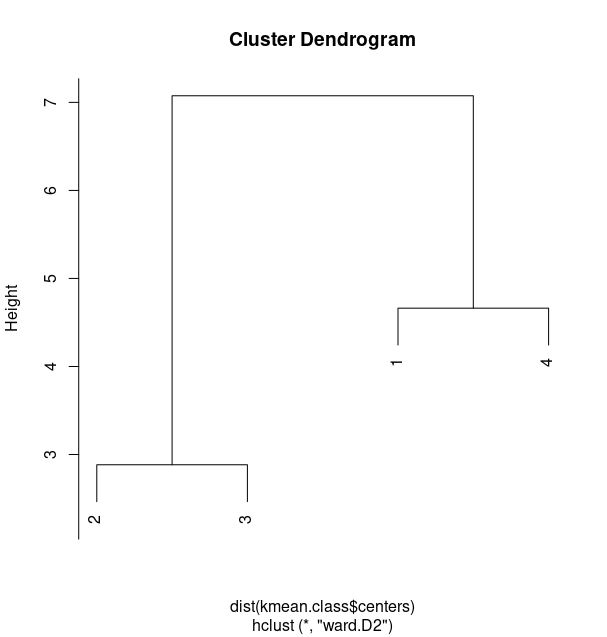 Cluster Dendrogram
Height
7
6
5
4
3
2
3
1
4
dist(kmean.class$centers)
hclust (*, "ward.D2")